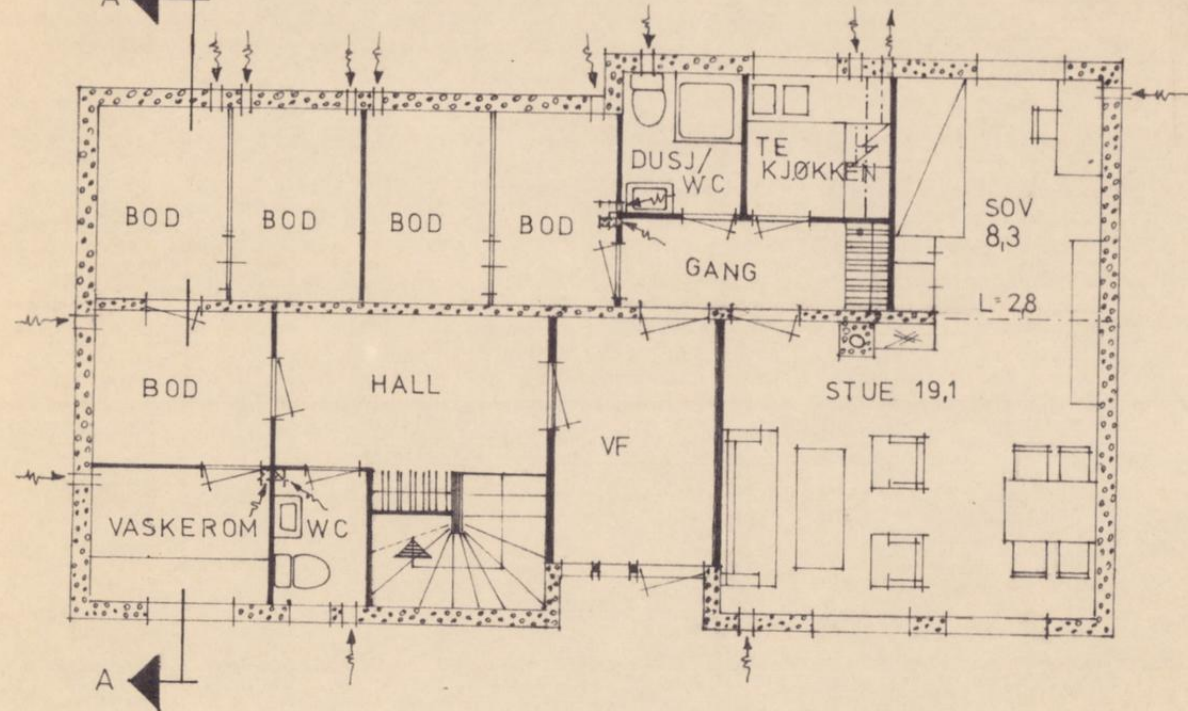 A
DUSJ/
WC
TE
KJØKKEN
BOD
BOD
BOD
BOD
SOV
8,3
GANG
L=2,8
BOD
HALL
STUE 19,1
VF
VASKEROM
WC
A